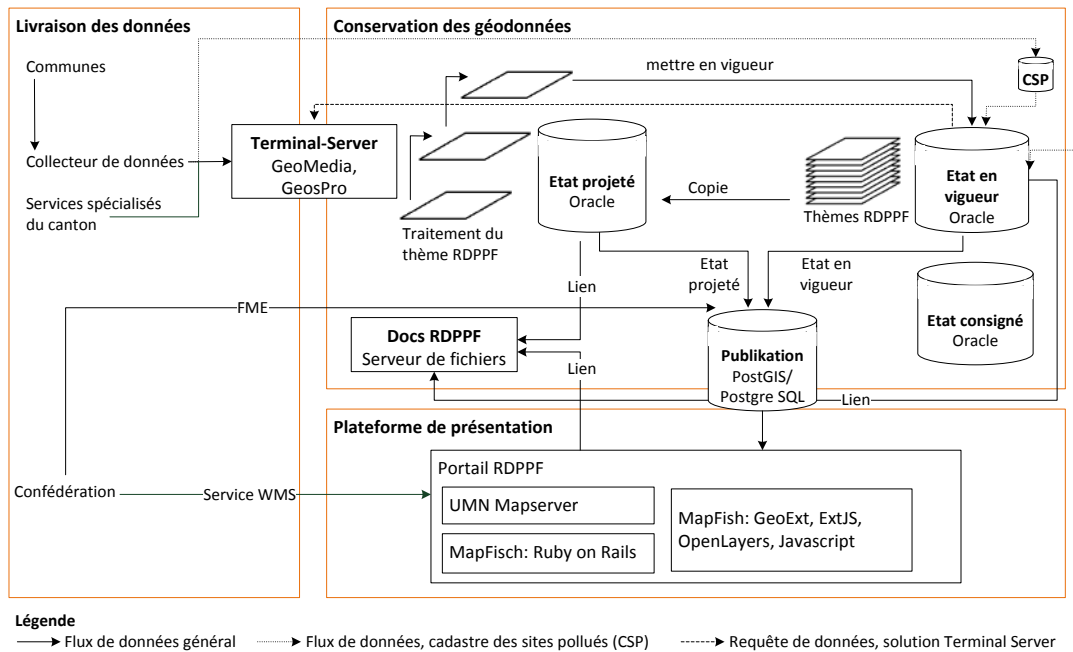 Livraison des données
Conservation des géodonnées
Communes
mettre en vigueur
CSP
Terminal-Server
GeoMedia,
GeosPro
Collecteur de données
Etat projeté
Oracle
Copie
Thèmes RDPPF
Etat en
vigueur
Oracle
Services spécialisés
du canton
Traitement du
thème RDPPF
Etat
projeté
Etat en
vigueur
Lien
FME
Etat consigné
Oracle
Docs RDPPF
Serveur de fichiers
Publikation
PostGIS/
Postgre SQL
Lien
Lien
Plateforme de présentation
Portail RDPPF
Confédération
Service WMS
UMN Mapserver
MapFisch: Ruby on Rails
MapFish: GeoExt, ExtJS,
OpenLayers, Javascript
Légende
Flux de données général
Flux de données, cadastre des sites pollués (CSP)
Requête de données, solution Terminal Server